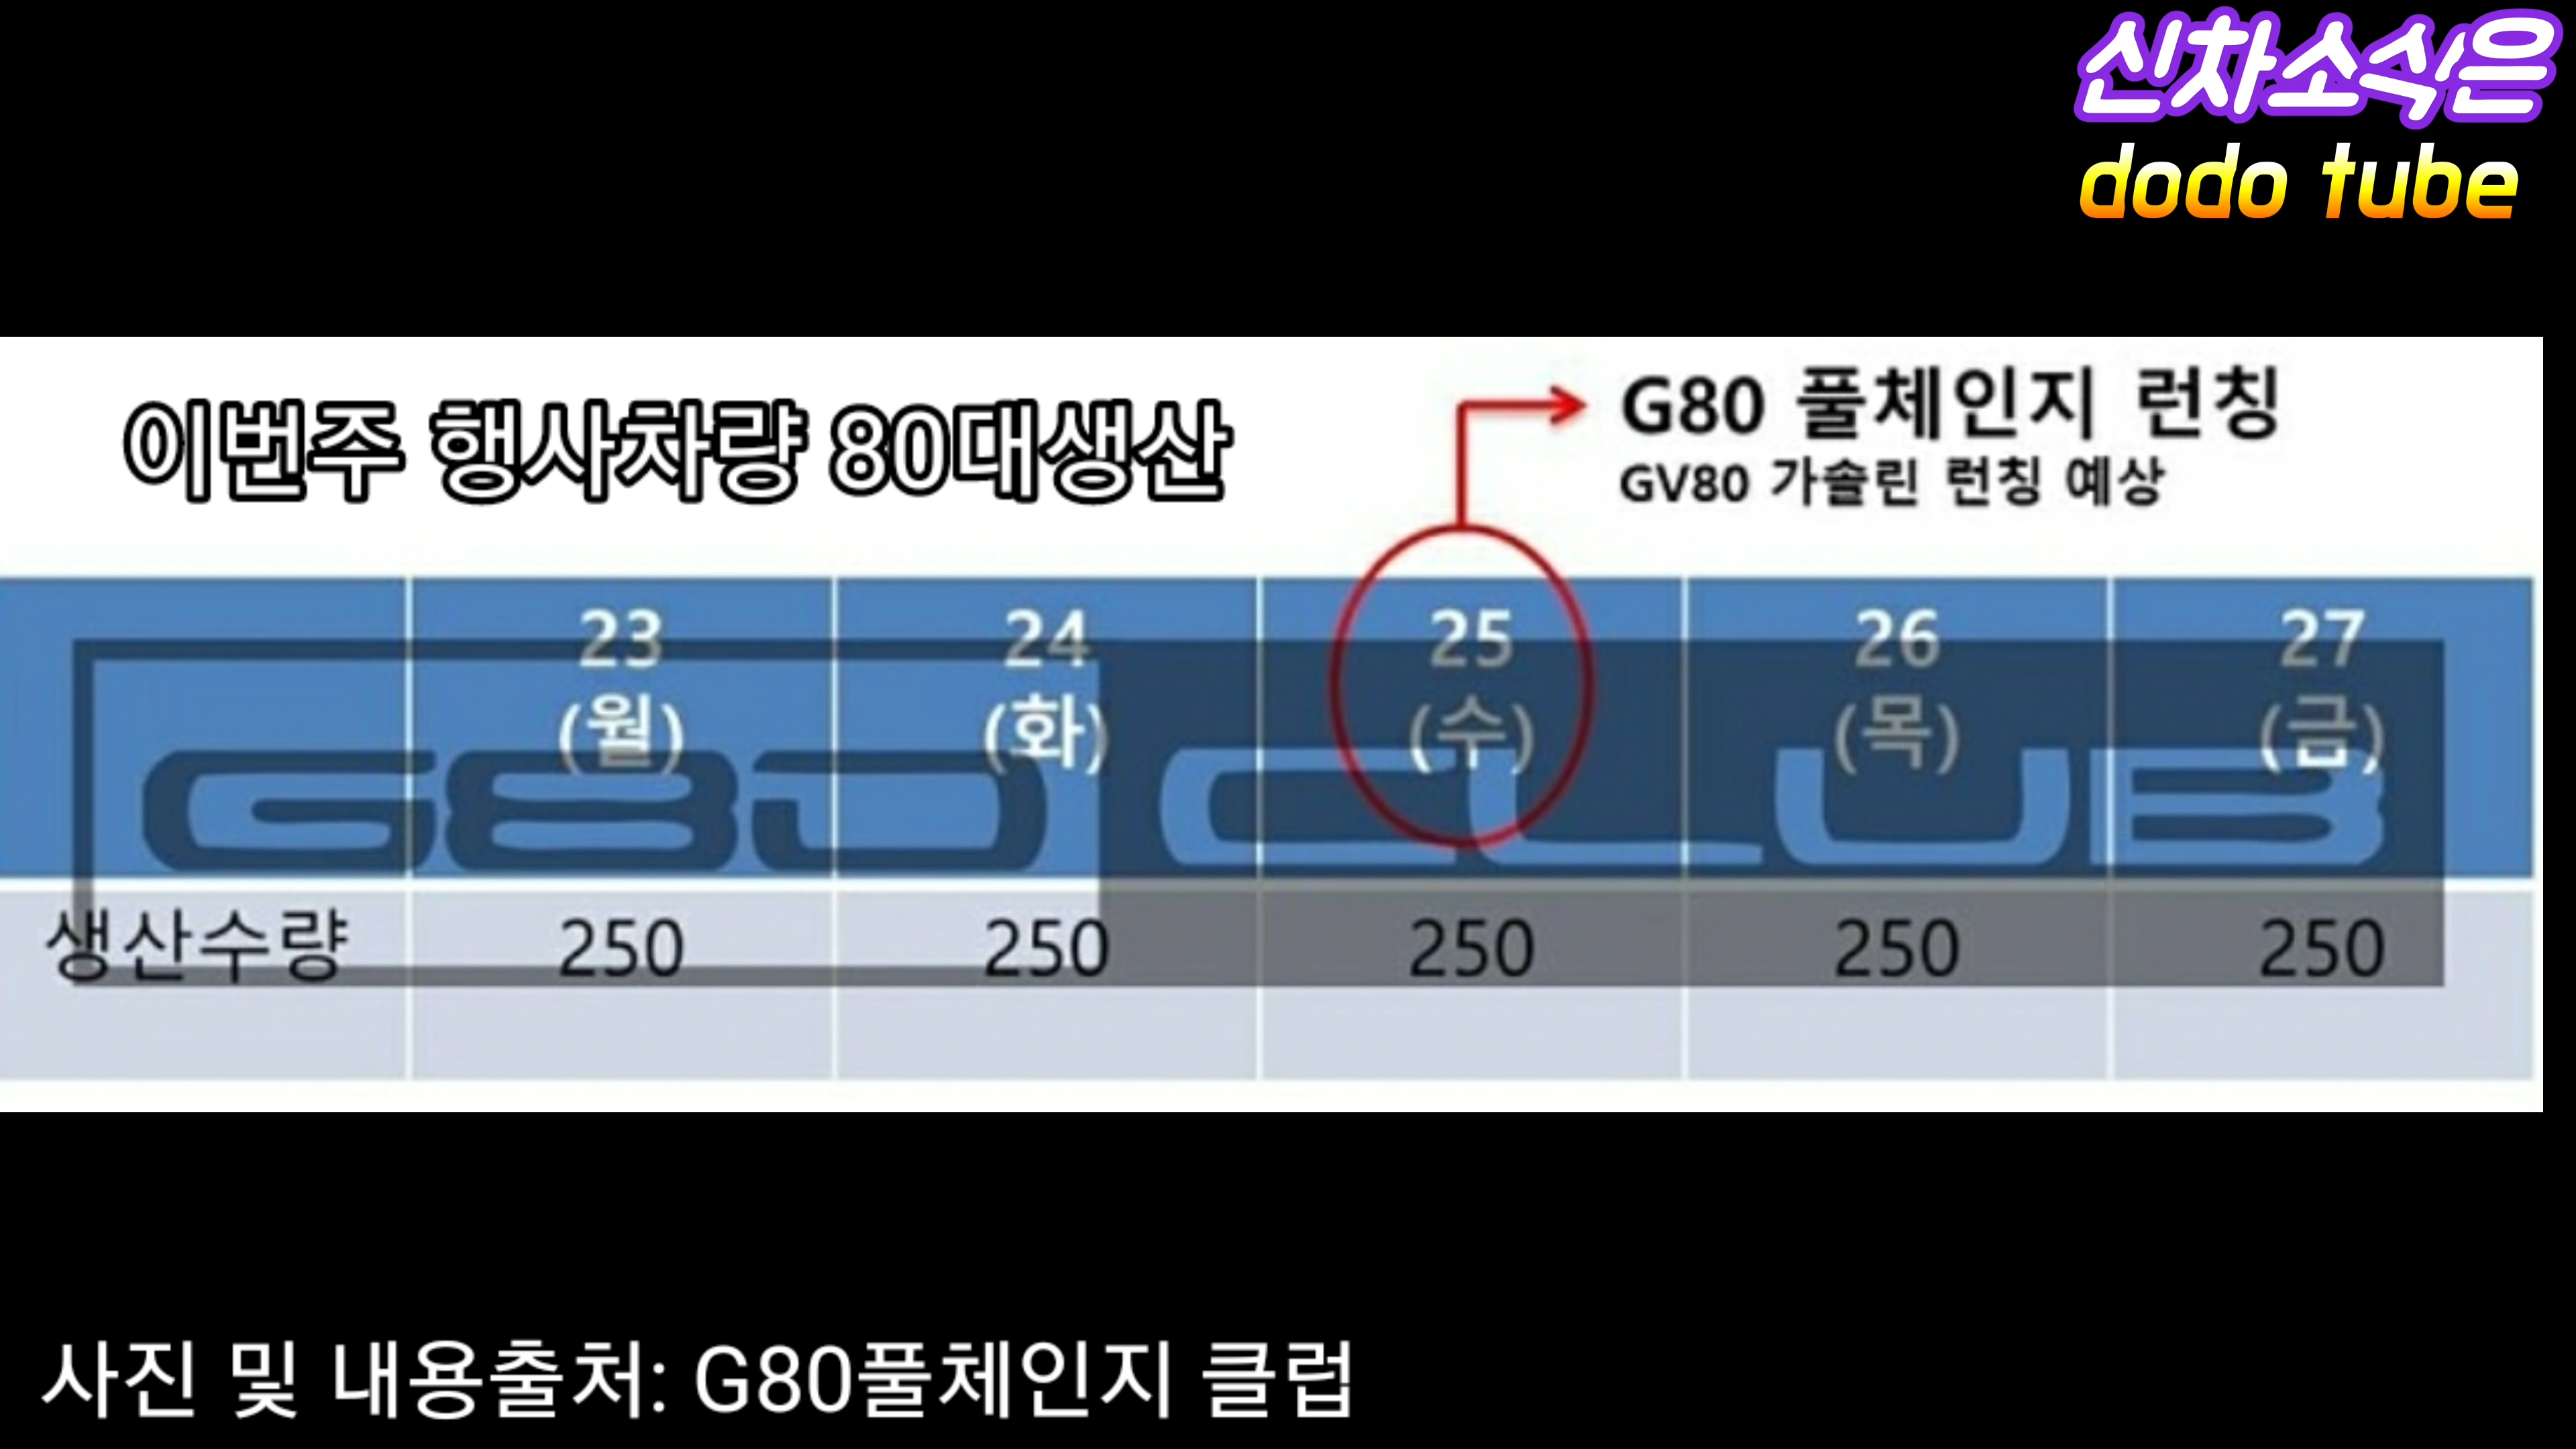 신차소식은
dodo tube
이번주 행사차량 80대생산
G80 풀체인지 런칭
GV80 가솔린 런칭 예상
23 24 25 26 27
(월) (화) (수) (목) (금)
G80 CLUB
생산수량 250 250 250 250 250
사진 및 내용출처: G80풀체인지 클럽